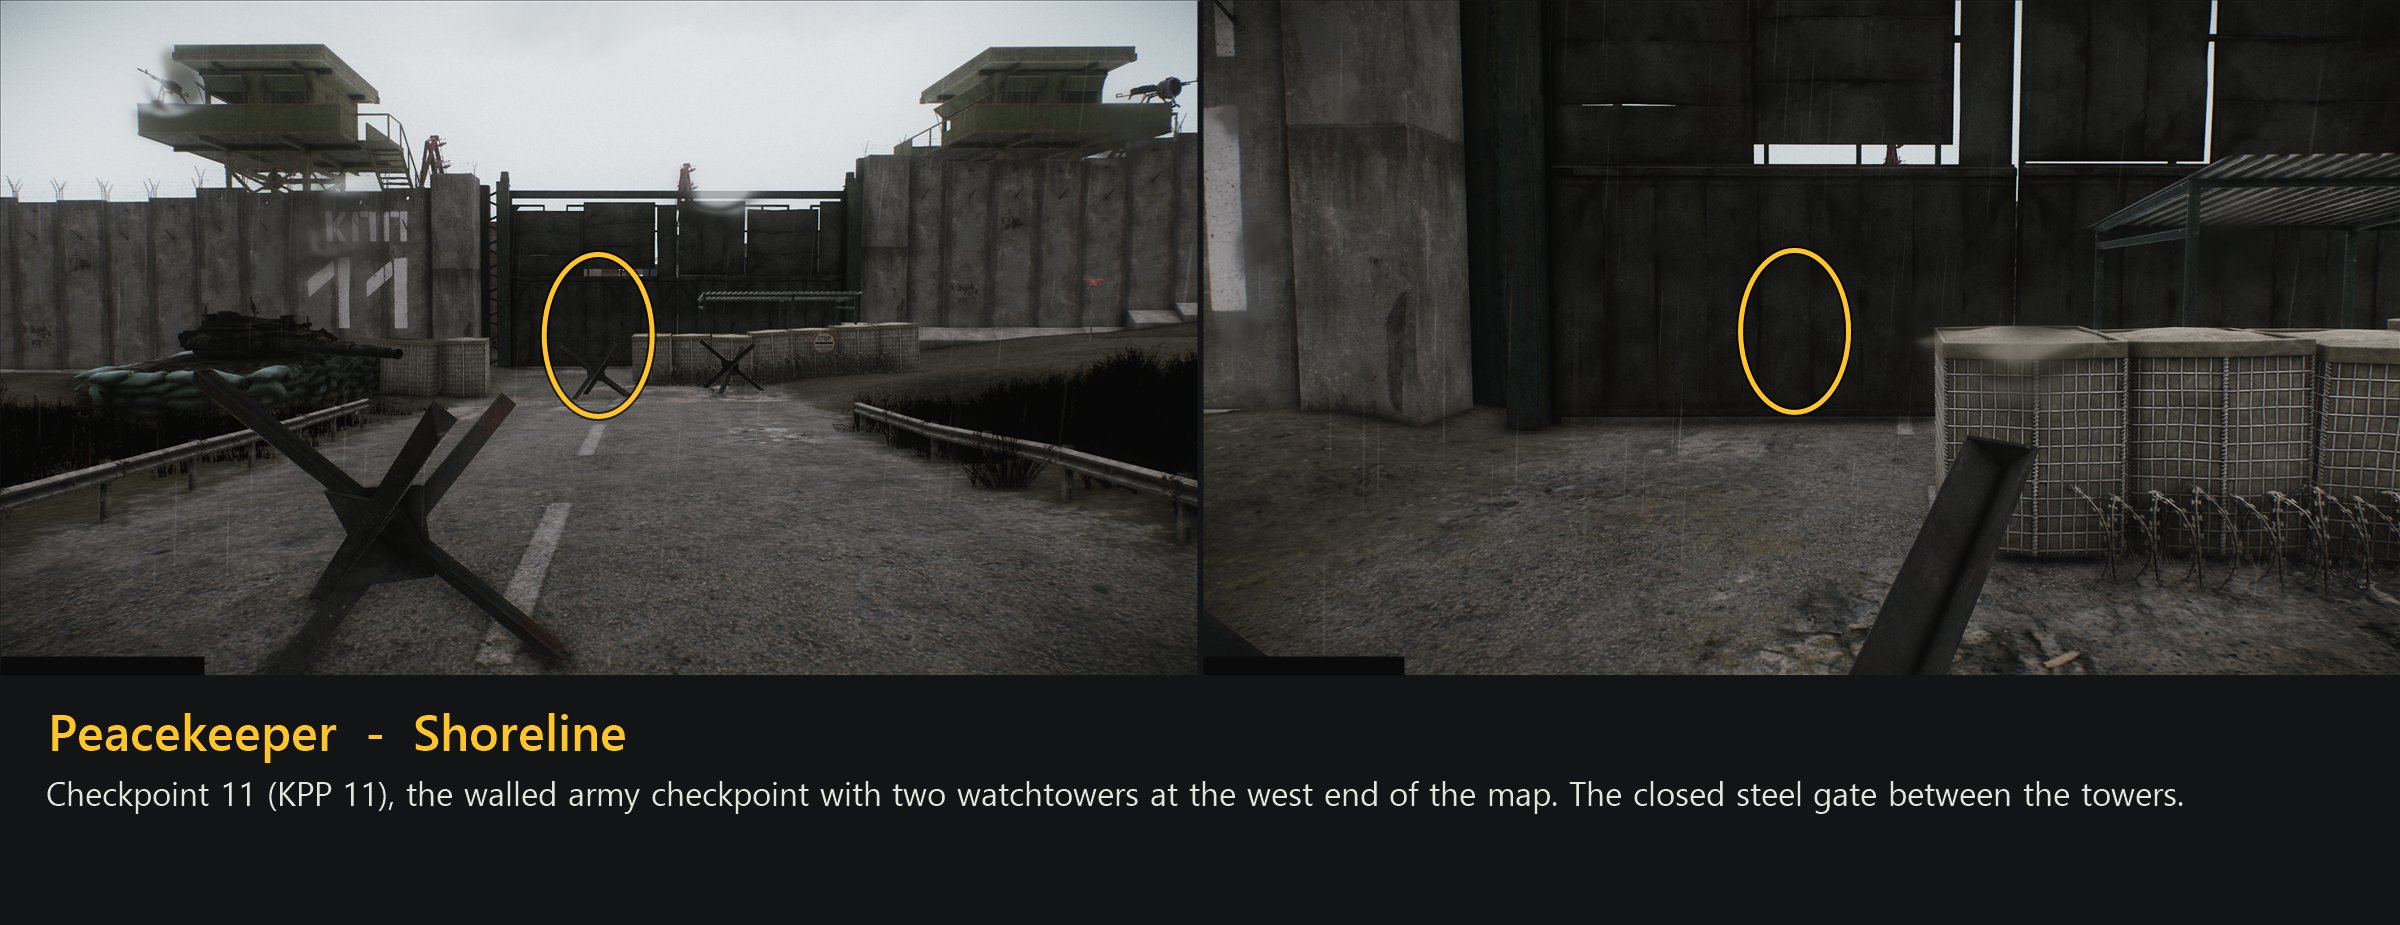 КПП
11
STOP
Peacekeeper - Shoreline
Checkpoint 11 (KPP 11), the walled army checkpoint with two watchtowers at the west end of the map. The closed steel gate between the towers.